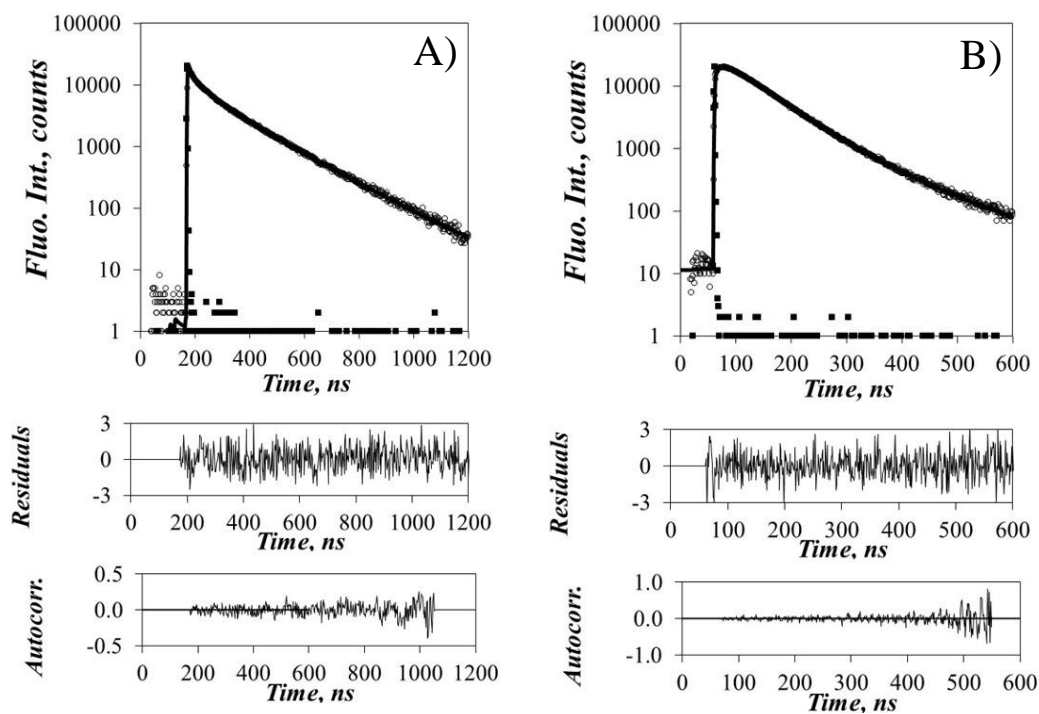 A)
100000
10000
1000
100
10
1
Fluo. Int., counts
0 200 400 600 800 1000 1200
Time, ns
3
0
-3
Residuals
0 200 400 600 800 1000 1200
Time, ns
0.5
0.0
-0.5
Autocorr.
0 200 400 600 800 1000 1200
Time, ns
B)
100000
10000
1000
100
10
1
Fluo. Int., counts
0 100 200 300 400 500 600
Time, ns
3
0
-3
Residuals
0 100 200 300 400 500 600
Time, ns
1.0
0.0
-1.0
Autocorr.
0 100 200 300 400 500 600
Time, ns